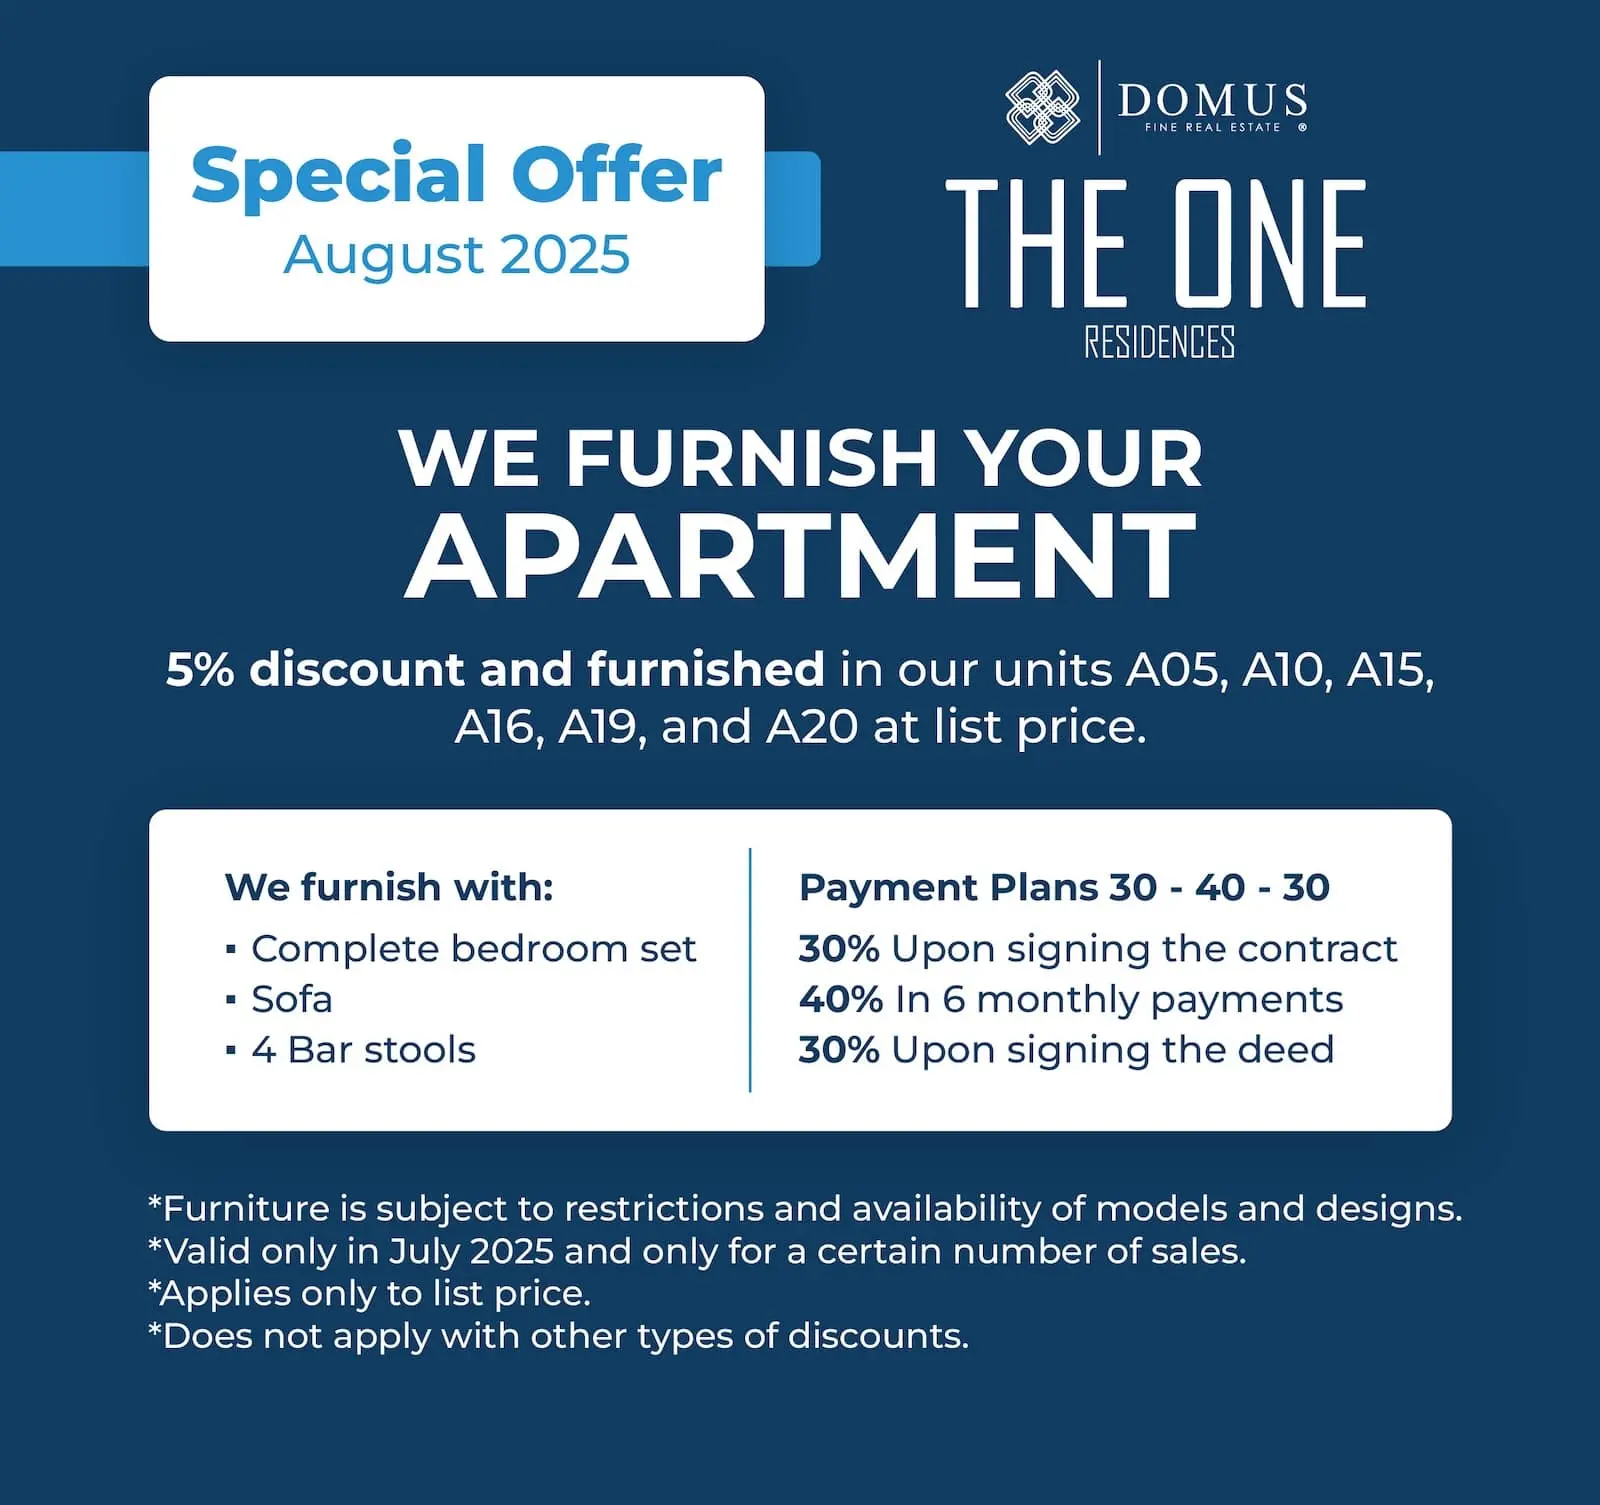 Special Offer
August 2025
DOMUS
FINE REAL ESTATE ®
THE ONE
RESIDENCES
WE FURNISH YOUR
APARTMENT
5% discount and furnished in our units A05, A10, A15,
A16, A19, and A20 at list price.
We furnish with:
▪ Complete bedroom set
▪ Sofa
▪ 4 Bar stools
Payment Plans 30 - 40 - 30
30% Upon signing the contract
40% In 6 monthly payments
30% Upon signing the deed
*Furniture is subject to restrictions and availability of models and designs.
*Valid only in July 2025 and only for a certain number of sales.
*Applies only to list price.
*Does not apply with other types of discounts.